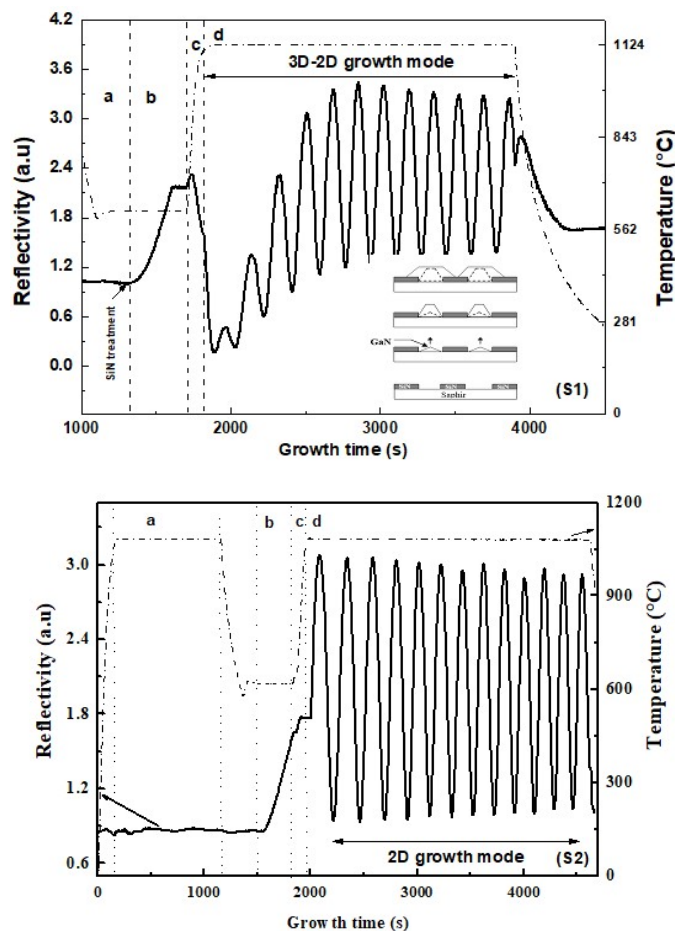 4.2
3.6
3.0
2.4
1.8
1.2
0.6
0.0
Reflectivity (a.u)
a
b
c
d
3D-2D growth mode
SiN treatment
GaN
SiN
SiN
SiN
Saphir
(S1)
1124
843
562
281
0
Temperature (°C)
1000
2000
3000
4000
Growth time (s)
3.0
2.4
1.8
1.2
0.6
Reflectivity (a.u)
a
b
c
d
2D growth mode
(S2)
1200
900
600
300
0
Temperature (°C)
0
1000
2000
3000
4000
Growth time (s)